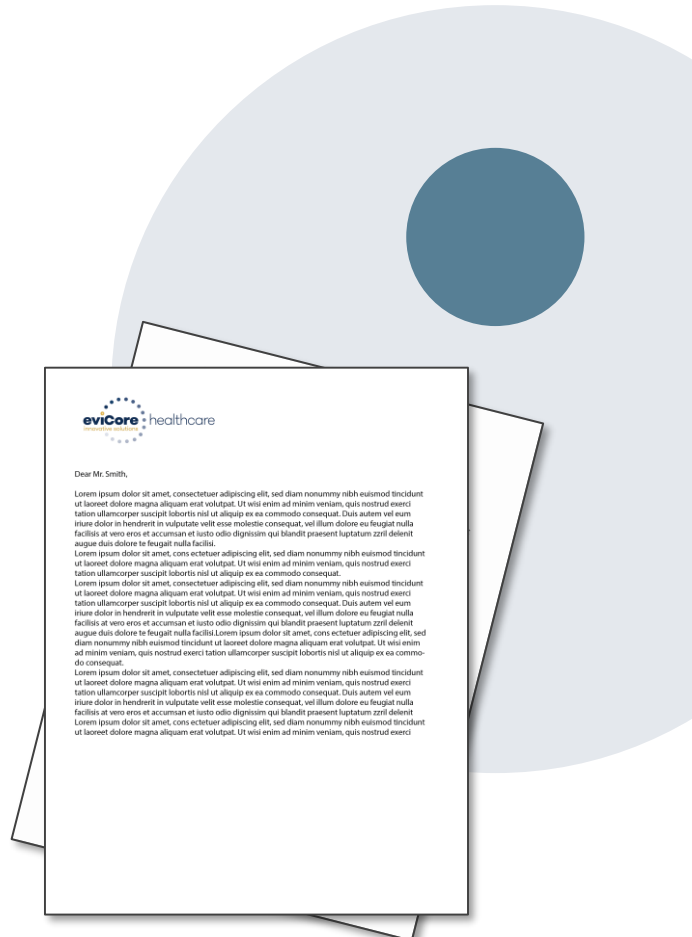 eviCore healthcare
innovative solutions
Dear Mr. Smith,
Lorem ipsum dolor sit amet, consectetuer adipiscing elit, sed diam nonummy nibh euismod tincidunt
ut laoreet dolore magna aliquam erat volutpat. Ut wisi enim ad minim veniam, quis nostrud exerci
tation ullamcorper suscipit lobortis nisl ut aliquip ex ea commodo consequat. Duis autem vel eum
iriure dolor in hendrerit in vulputate velit esse molestie consequat, vel illum dolore eu feugiat nulla
facilisis at vero eros et accumsan et iusto odio dignissim qui blandit praesent luptatum zzril delenit
augue duis dolore te feugait nulla facilisi.
Lorem ipsum dolor sit amet, cons ectetuer adipiscing elit, sed diam nonummy nibh euismod tincidunt
ut laoreet dolore magna aliquam erat volutpat. Ut wisi enim ad minim veniam, quis nostrud exerci
tation ullamcorper suscipit lobortis nisl ut aliquip ex ea commodo consequat.
Lorem ipsum dolor sit amet, consectetuer adipiscing elit, sed diam nonummy nibh euismod tincidunt
ut laoreet dolore magna aliquam erat volutpat. Ut wisi enim ad minim veniam, quis nostrud exerci
tation ullamcorper suscipit lobortis nisl ut aliquip ex ea commodo consequat. Duis autem vel eum
iriure dolor in hendrerit in vulputate velit esse molestie consequat, vel illum dolore eu feugiat nulla
facilisis at vero eros et accumsan et iusto odio dignissim qui blandit praesent luptatum zzril delenit
augue duis dolore te feugait nulla facilisi.Lorem ipsum dolor sit amet, cons ectetuer adipiscing elit, sed
diam nonummy nibh euismod tincidunt ut laoreet dolore magna aliquam erat volutpat. Ut wisi enim
ad minim veniam, quis nostrud exerci tation ullamcorper suscipit lobortis nisl ut aliquip ex ea commo-
do consequat.
Lorem ipsum dolor sit amet, consectetuer adipiscing elit, sed diam nonummy nibh euismod tincidunt
ut laoreet dolore magna aliquam erat volutpat. Ut wisi enim ad minim veniam, quis nostrud exerci
tation ullamcorper suscipit lobortis nisl ut aliquip ex ea commodo consequat. Duis autem vel eum
iriure dolor in hendrerit in vulputate velit esse molestie consequat, vel illum dolore eu feugiat nulla
facilisis at vero eros et accumsan et iusto odio dignissim qui blandit praesent luptatum zzril delenit
Lorem ipsum dolor sit amet, cons ectetuer adipiscing elit, sed diam nonummy nibh euismod tincidunt
ut laoreet dolore magna aliquam erat volutpat. Ut wisi enim ad minim veniam, quis nostrud exerci